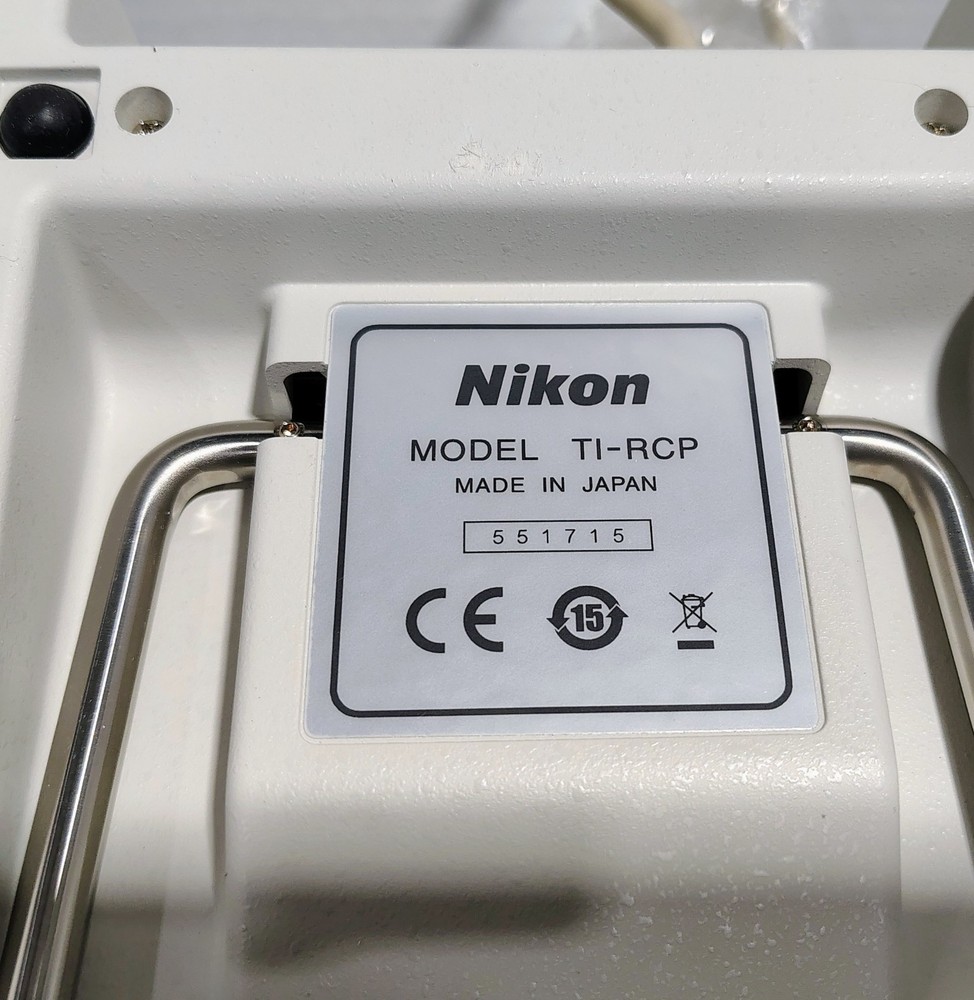 Nikon
MODEL TI-RCP
MADE IN JAPAN
551715
CE 15